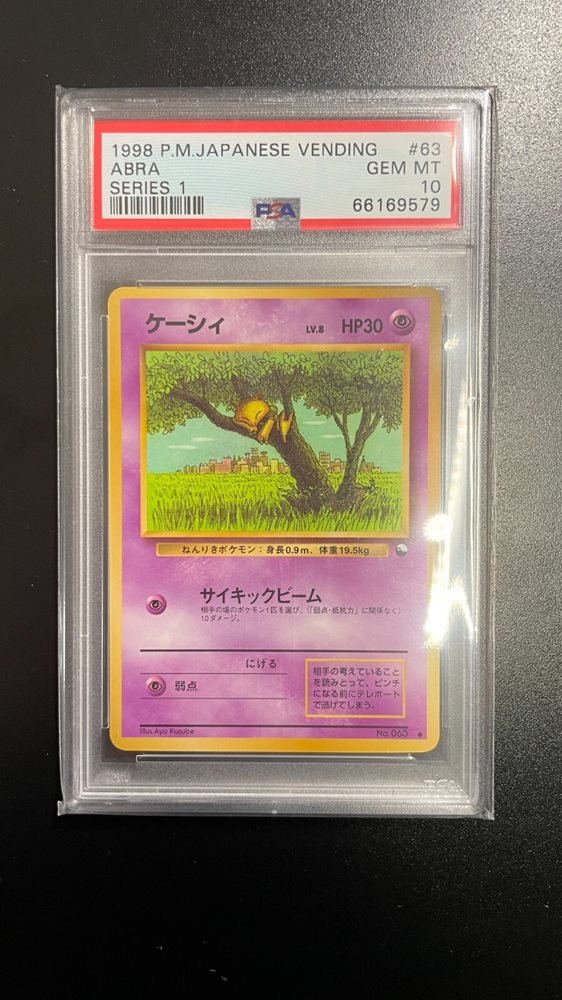 1998 P.M.JAPANESE VENDING #63
ABRA GEM MT
SERIES 1 10
PSA 66169579
ケーシィ LV.8 HP30
ねんりきポケモン：身長0.9m、体重19.5kg
サイキックビーム
相手の場のポケモン1匹を選び、(「弱点・抵抗力」に関係なく)
10ダメージ。
にげる
弱点
相手の考えていること
を読みとって、ピンチ
になる前にテレポート
で逃げてしまう。
Illus.Aya Kusube No.063
PSA